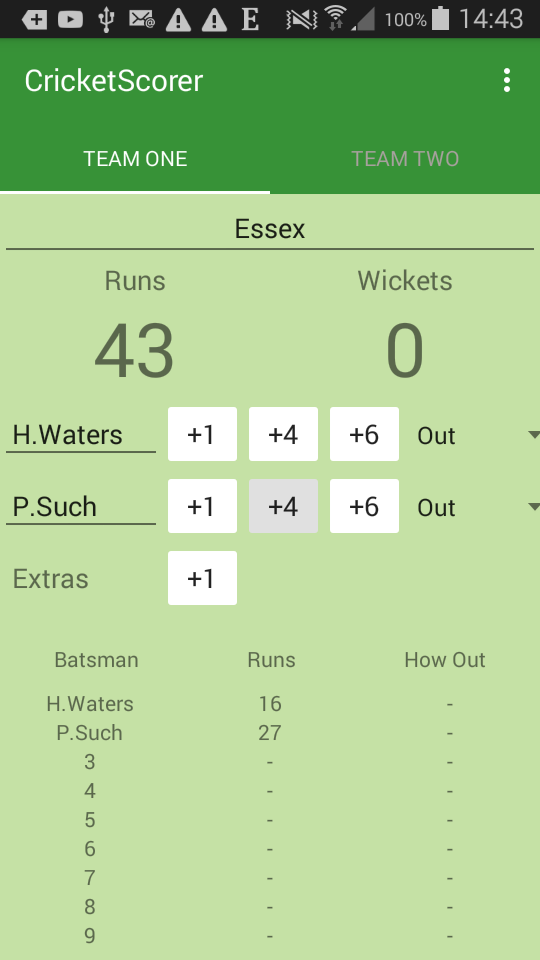 E 100% 14:43
CricketScorer
TEAM ONE TEAM TWO
Essex
Runs Wickets
43 0
H.Waters +1 +4 +6 Out
P.Such +1 +4 +6 Out
Extras +1
Batsman Runs How Out
H.Waters 16 -
P.Such 27 -
3 - -
4 - -
5 - -
6 - -
7 - -
8 - -
9 - -